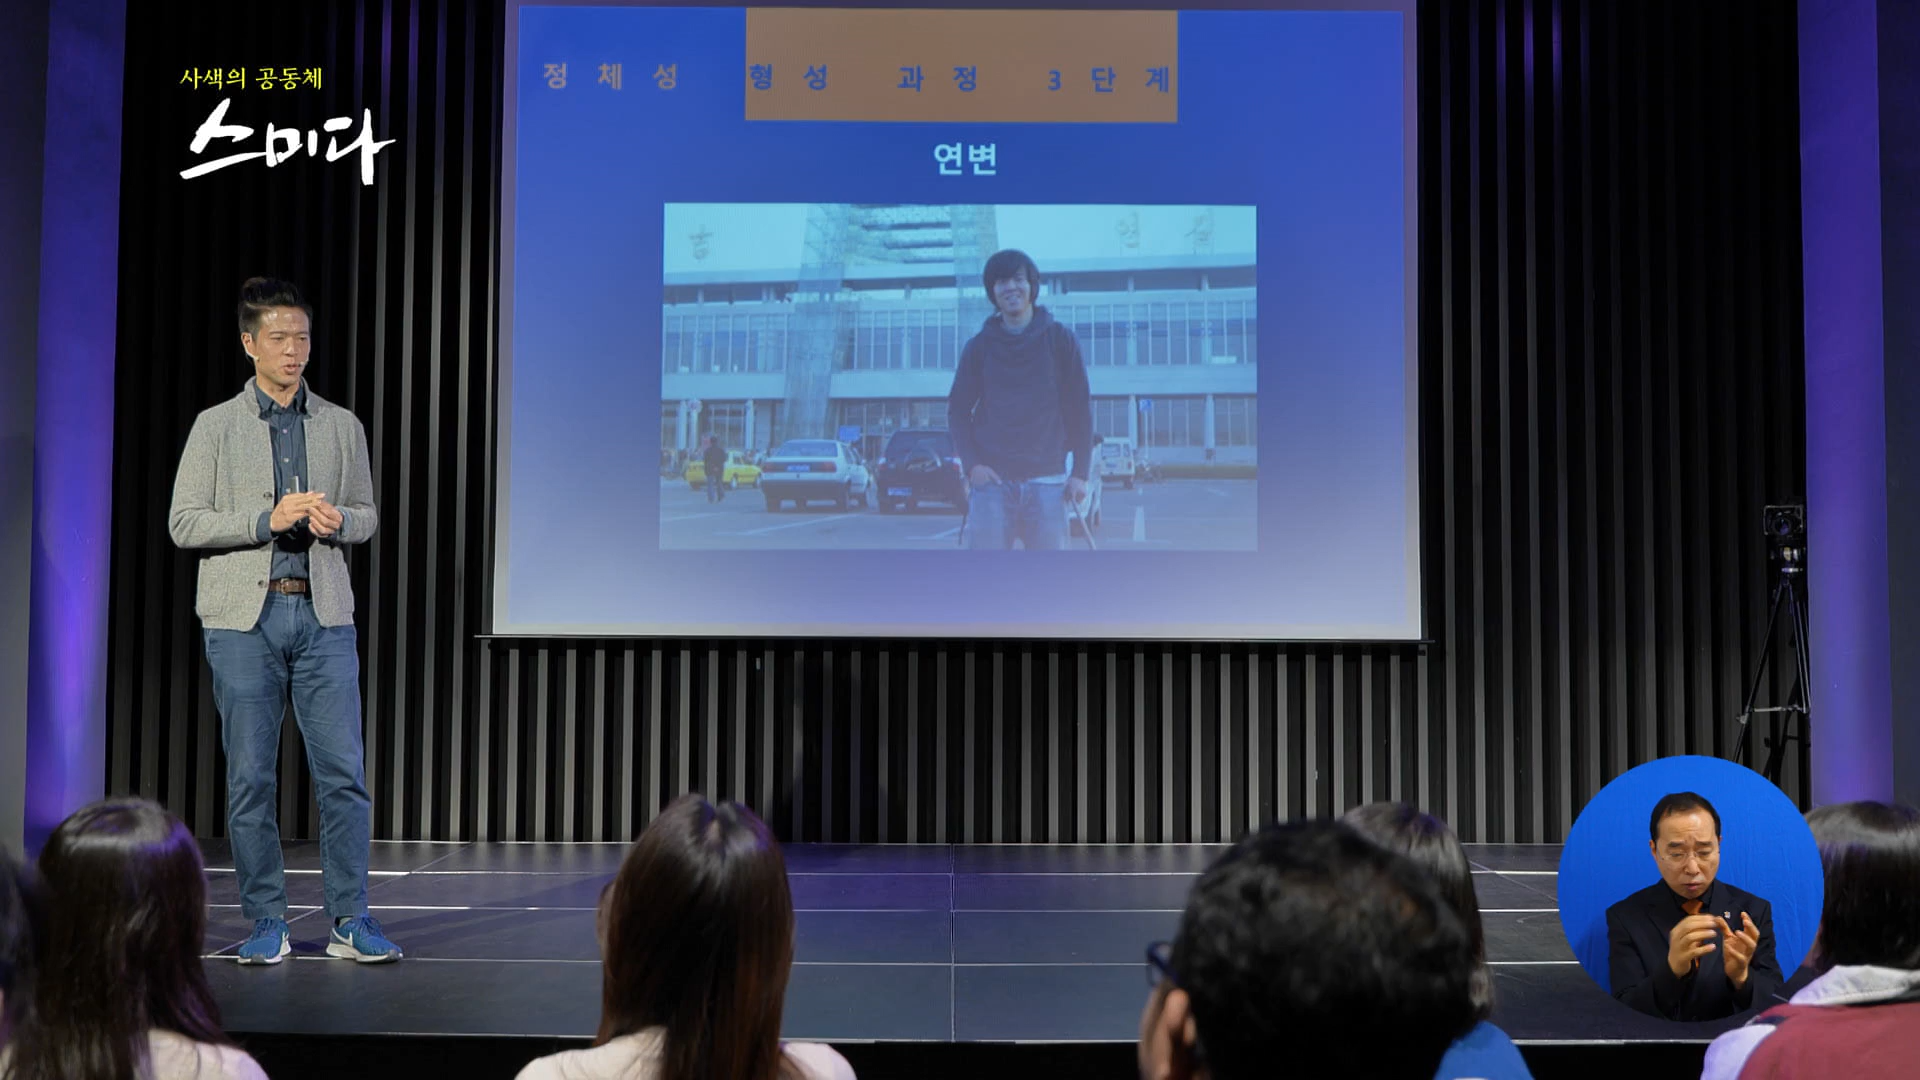 사색의 공동체
스미다
정체성 형성 과정 3단계
연변